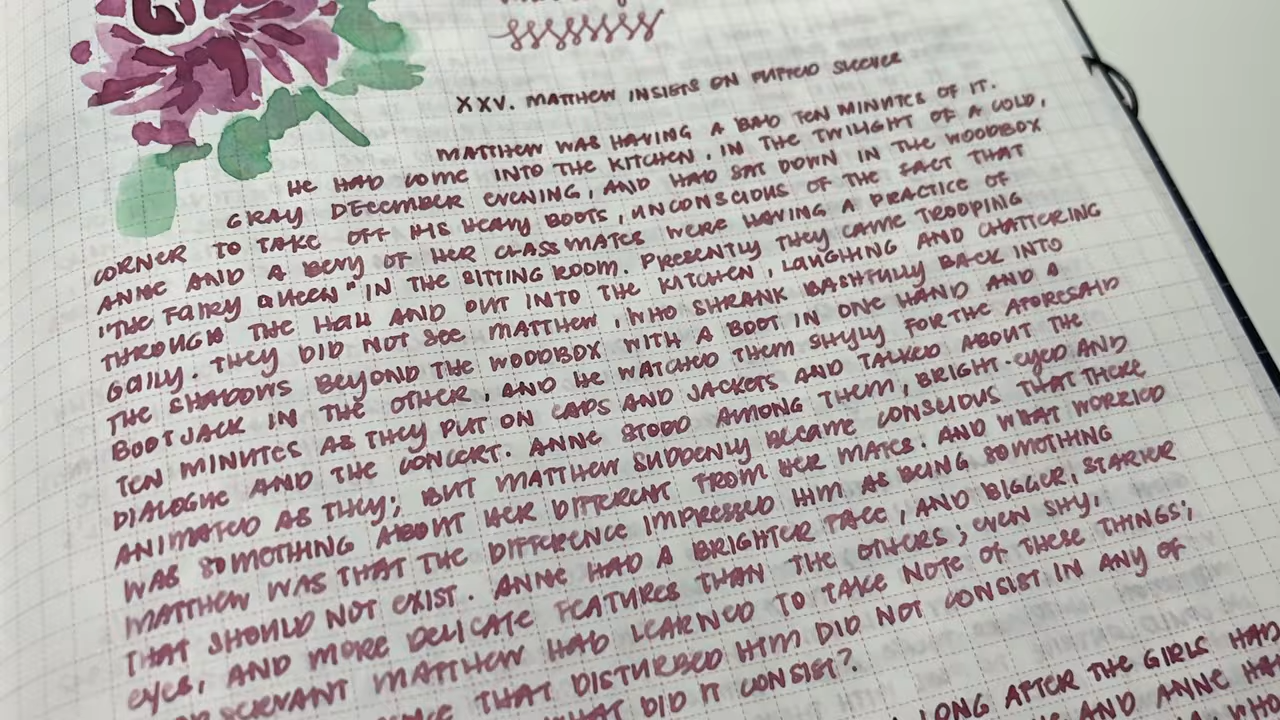 XXV. MATTHEW INSISTS ON PUFFED SLEEVES
MATTHEW WAS HAVING A BAD TEN MINUTES OF IT.
HE HAD COME INTO THE KITCHEN, IN THE TWILIGHT OF A COLD,
GRAY DECEMBER EVENING, AND HAD SAT DOWN IN THE WOODBOX
CORNER TO TAKE OFF HIS HEAVY BOOTS, UNCONSCIOUS OF THE FACT THAT
ANNE AND A BEVY OF HER CLASSMATES WERE HAVING A PRACTICE OF
"THE FAIRY QUEEN" IN THE SITTING ROOM. PRESENTLY THEY CAME TROOPING
THROUGH THE HALL AND OUT INTO THE KITCHEN, LAUGHING AND CHATTERING
GAILY. THEY DID NOT SEE MATTHEW, WHO SHRANK BASHFULLY BACK INTO
THE SHADOWS BEYOND THE WOODBOX WITH A BOOT IN ONE HAND AND A
BOOTJACK IN THE OTHER, AND HE WATCHED THEM SHYLY FOR THE AFORESAID
TEN MINUTES AS THEY PUT ON CAPS AND JACKETS AND TALKED ABOUT THE
DIALOGUE AND THE CONCERT. ANNE STOOD AMONG THEM, BRIGHT-EYED AND
ANIMATED AS THEY; BUT MATTHEW SUDDENLY BECAME CONSCIOUS THAT THERE
WAS SOMETHING ABOUT HER DIFFERENT FROM HER MATES. AND WHAT WORRIED
MATTHEW WAS THAT THE DIFFERENCE IMPRESSED HIM AS BEING SOMETHING
THAT SHOULD NOT EXIST. ANNE HAD A BRIGHTER FACE, AND BIGGER, STARRIER
EYES, AND MORE DELICATE FEATURES THAN THE OTHERS; EVEN SHY,
SERVANT MATTHEW HAD LEARNED TO TAKE NOTE OF THESE THINGS;
THAT DISTURBED HIM DID NOT CONSIST IN ANY OF
WHAT DID IT CONSIST?
LONG AFTER THE GIRLS HAD
AND ANNE